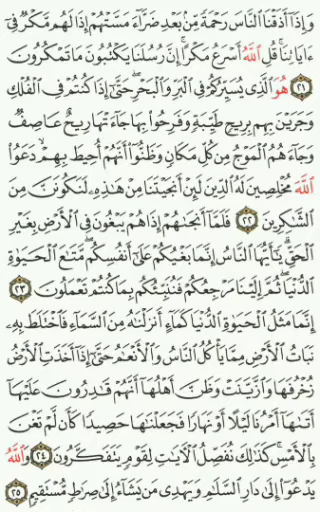 وَإِذَآ أَذَقْنَا ٱلنَّاسَ رَحْمَةً مِّنۢ بَعْدِ ضَرَّآءَ مَسَّتْهُمْ إِذَا لَهُم مَّكْرٌ فِىٓ
ءَايَاتِنَا ۚ قُلِ ٱللَّهُ أَسْرَعُ مَكْرًا ۚ إِنَّ رُسُلَنَا يَكْتُبُونَ مَا تَمْكُرُونَ
٢١ هُوَ ٱلَّذِى يُسَيِّرُكُمْ فِى ٱلْبَرِّ وَٱلْبَحْرِ ۖ حَتَّىٰٓ إِذَا كُنتُمْ فِى ٱلْفُلْكِ
وَجَرَيْنَ بِهِم بِرِيحٍ طَيِّبَةٍ وَفَرِحُوا۟ بِهَا جَآءَتْهَا رِيحٌ عَاصِفٌ
وَجَآءَهُمُ ٱلْمَوْجُ مِن كُلِّ مَكَانٍ وَظَنُّوٓا۟ أَنَّهُمْ أُحِيطَ بِهِمْ ۙ دَعَوُا۟
ٱللَّهَ مُخْلِصِينَ لَهُ ٱلدِّينَ لَئِنْ أَنجَيْتَنَا مِنْ هَٰذِهِۦ لَنَكُونَنَّ مِنَ
ٱلشَّٰكِرِينَ ٢٢ فَلَمَّآ أَنجَىٰهُمْ إِذَا هُمْ يَبْغُونَ فِى ٱلْأَرْضِ بِغَيْرِ
ٱلْحَقِّ ۗ يَٰٓأَيُّهَا ٱلنَّاسُ إِنَّمَا بَغْيُكُمْ عَلَىٰٓ أَنفُسِكُم ۖ مَّتَٰعَ ٱلْحَيَوٰةِ
ٱلدُّنْيَا ۖ ثُمَّ إِلَيْنَا مَرْجِعُكُمْ فَنُنَبِّئُكُم بِمَا كُنتُمْ تَعْمَلُونَ ٢٣
إِنَّمَا مَثَلُ ٱلْحَيَوٰةِ ٱلدُّنْيَا كَمَآءٍ أَنزَلْنَٰهُ مِنَ ٱلسَّمَآءِ فَٱخْتَلَطَ بِهِۦ
نَبَاتُ ٱلْأَرْضِ مِمَّا يَأْكُلُ ٱلنَّاسُ وَٱلْأَنْعَٰمُ حَتَّىٰٓ إِذَآ أَخَذَتِ ٱلْأَرْضُ
زُخْرُفَهَا وَٱزَّيَّنَتْ وَظَنَّ أَهْلُهَآ أَنَّهُمْ قَٰدِرُونَ عَلَيْهَآ
أَتَىٰهَآ أَمْرُنَا لَيْلًا أَوْ نَهَارًا فَجَعَلْنَٰهَا حَصِيدًا كَأَن لَّمْ تَغْنَ
بِٱلْأَمْسِ ۚ كَذَٰلِكَ نُفَصِّلُ ٱلْءَايَٰتِ لِقَوْمٍ يَتَفَكَّرُونَ ٢٤ وَٱللَّهُ
يَدْعُوٓا۟ إِلَىٰ دَارِ ٱلسَّلَٰمِ وَيَهْدِى مَن يَشَآءُ إِلَىٰ صِرَٰطٍ مُّسْتَقِيمٍ ٢٥